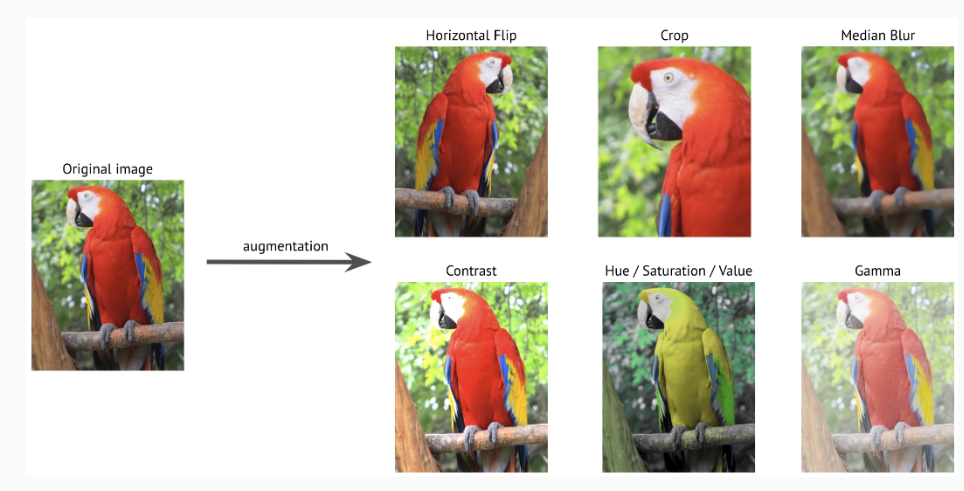 Horizontal Flip
Crop
Median Blur
Original image
augmentation
Contrast
Hue / Saturation / Value
Gamma